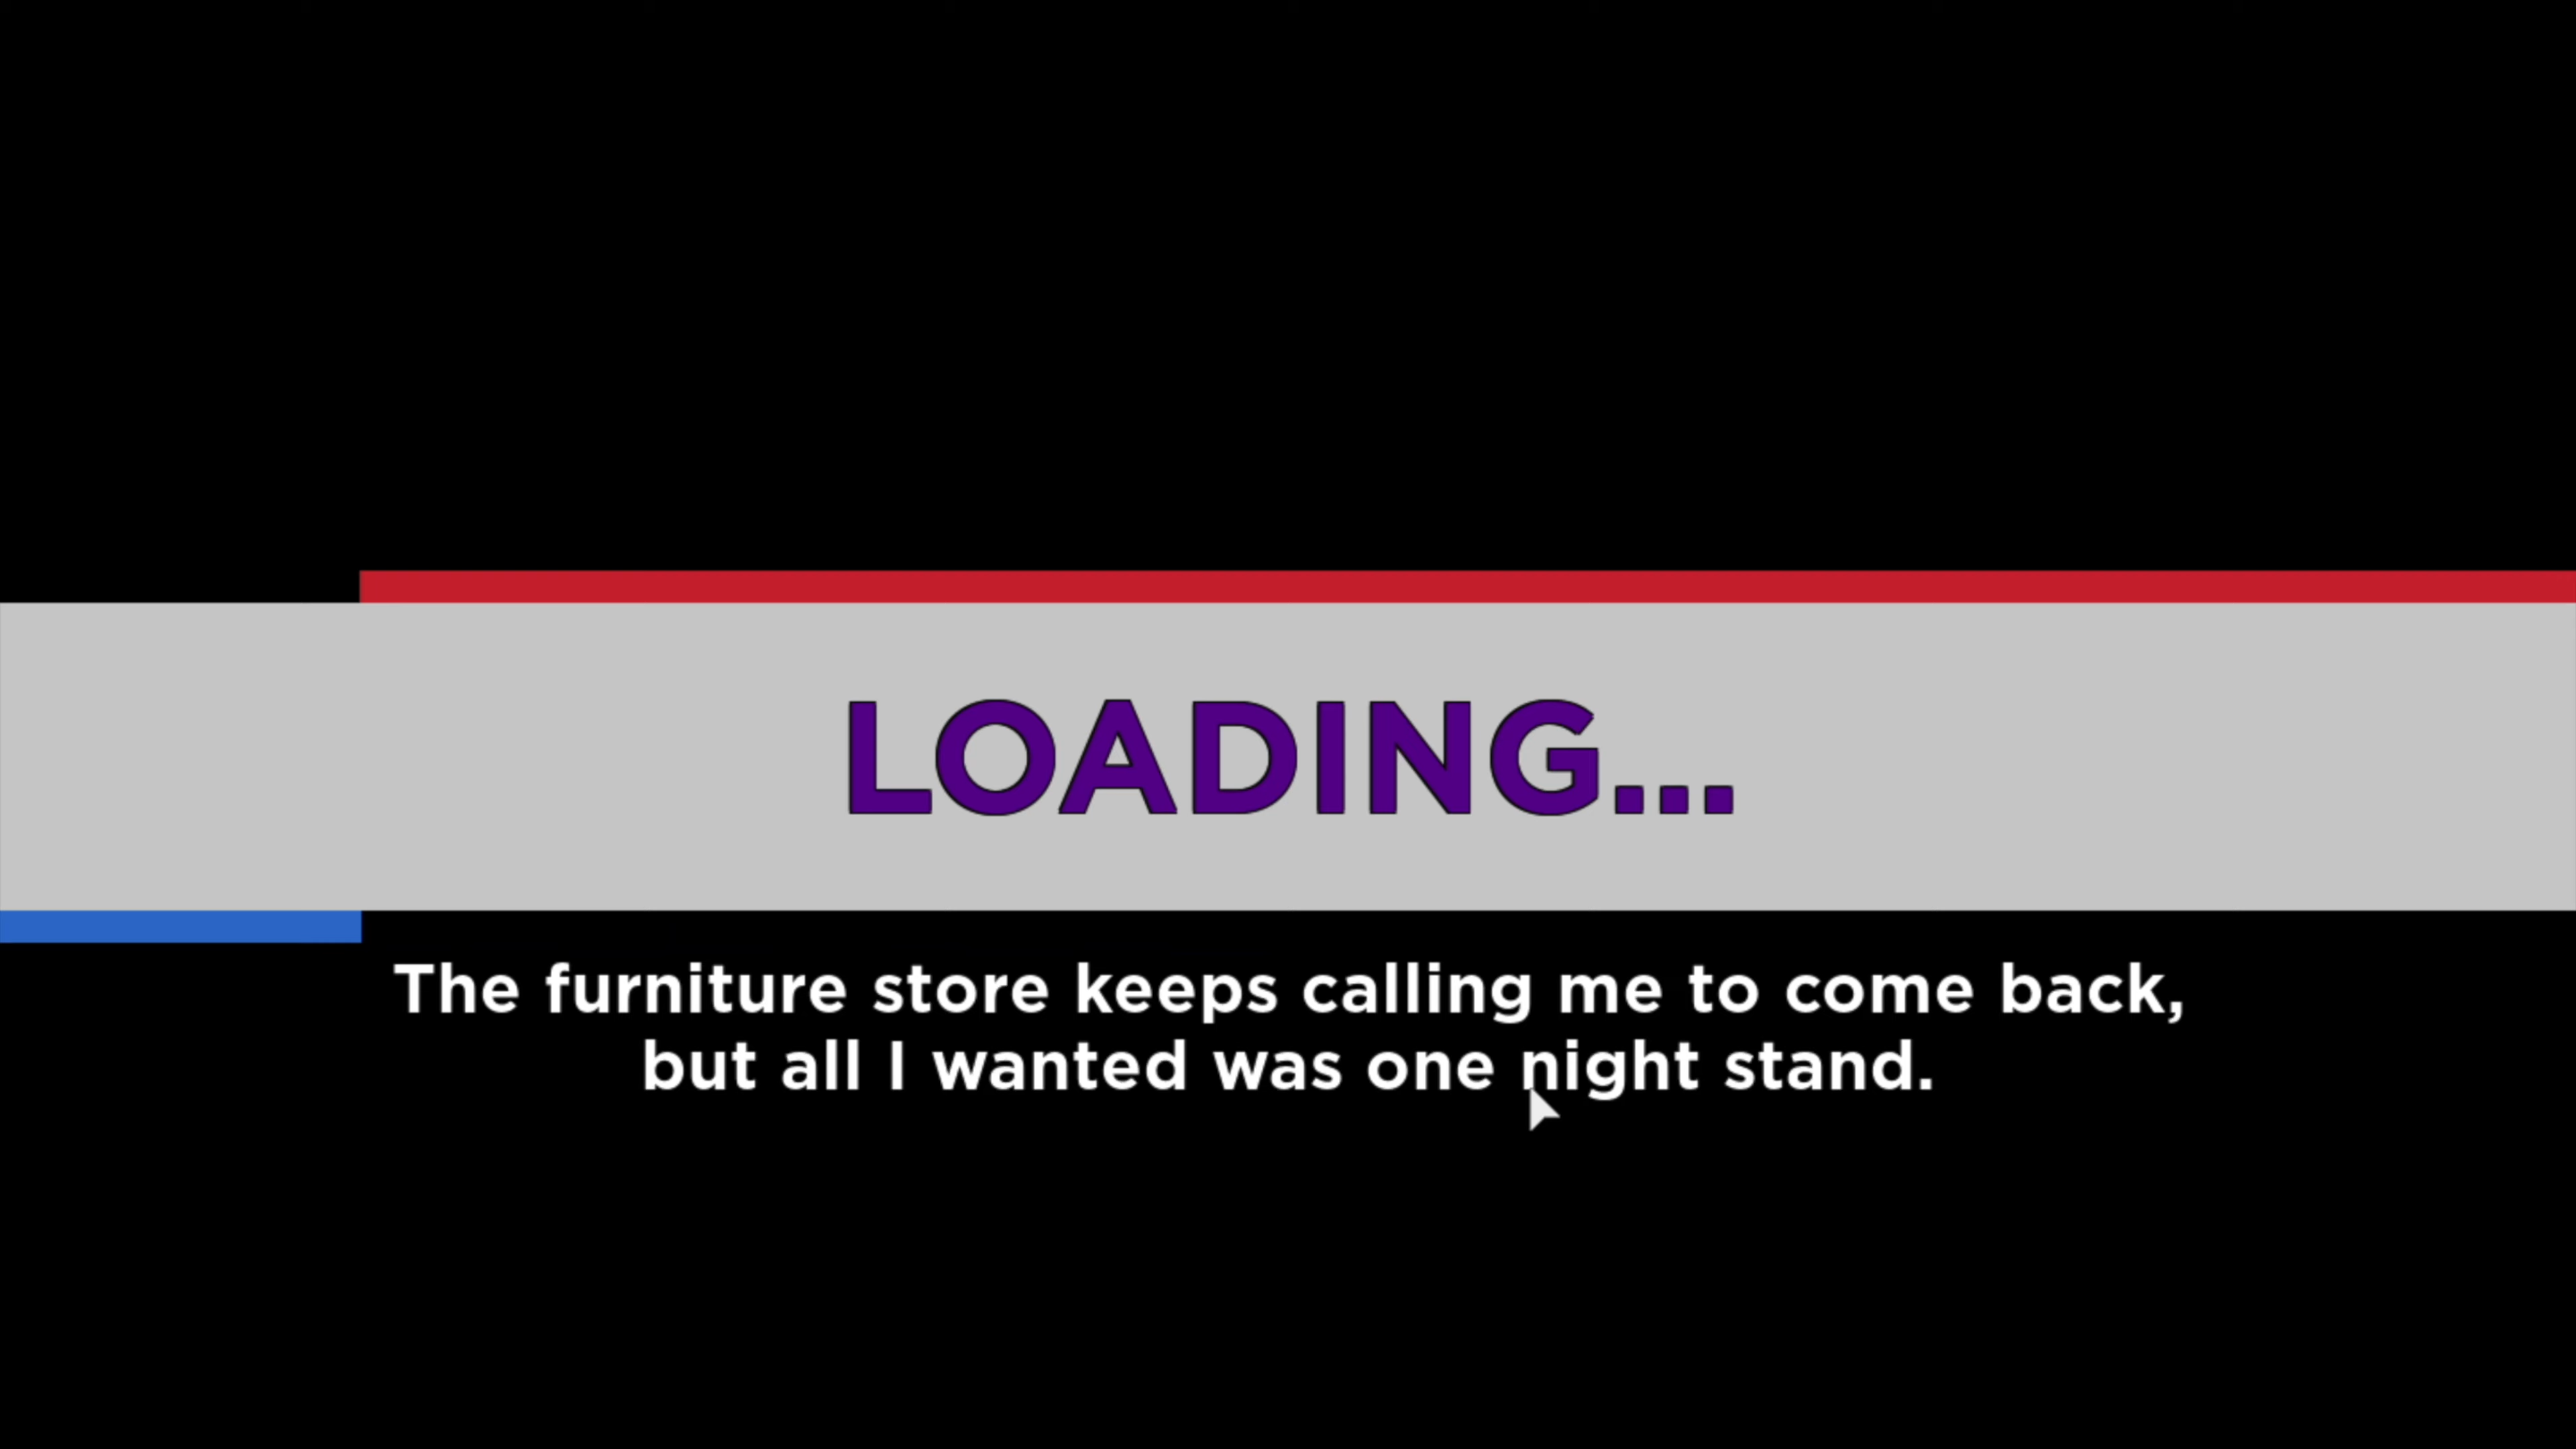 LOADING...
The furniture store keeps calling me to come back,
but all I wanted was one night stand.